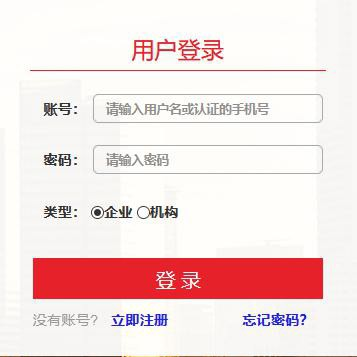 用户登录
账号： 请输入用户名或认证的手机号
密码： 请输入密码
类型： 企业 机构
登录
没有账号？ 立即注册 忘记密码？